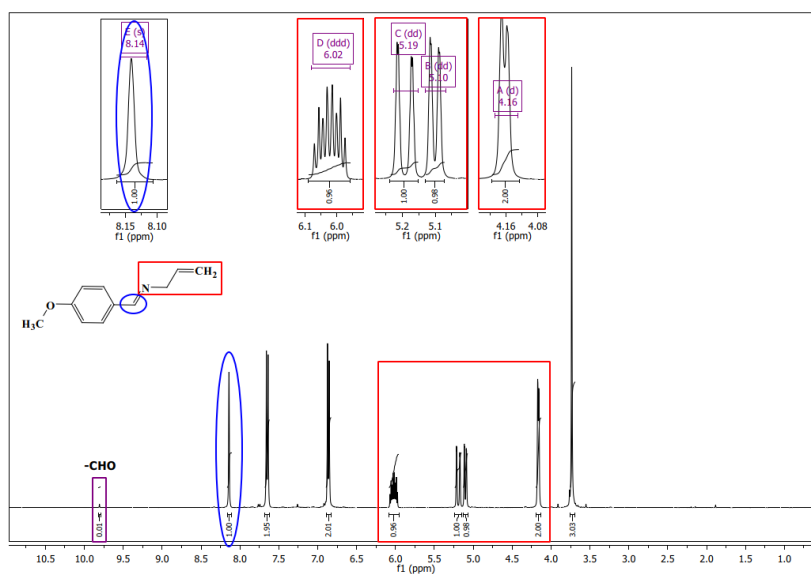 E (s)
8.14
D (ddd)
6.02
C (dd)
5.19
B (dd)
5.10
A (d)
4.16
1.00
0.96
1.00
0.98
2.00
8.15 8.10
f1 (ppm)
6.1 6.0
f1 (ppm)
5.2 5.1
f1 (ppm)
4.16 4.08
f1 (ppm)
N
CH2
O
H3C
-CHO
0.01
1.00
1.95
2.01
0.96
1.00
0.98
2.00
3.03
10.5 10.0 9.5 9.0 8.5 8.0 7.5 7.0 6.5 6.0 5.5 5.0 4.5 4.0 3.5 3.0 2.5 2.0 1.5 1.0
f1 (ppm)